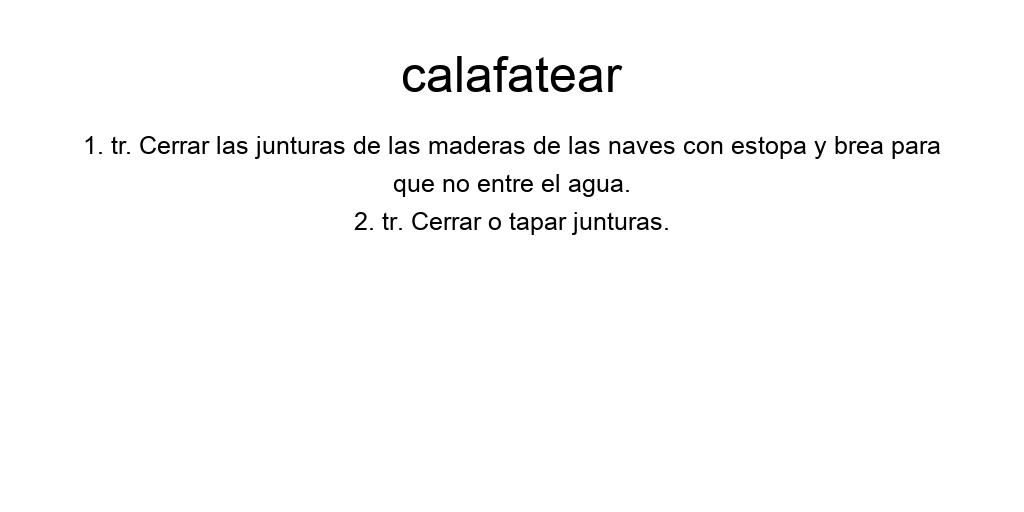 calafatear
1. tr. Cerrar las junturas de las maderas de las naves con estopa y brea para
que no entre el agua.
2. tr. Cerrar o tapar junturas.